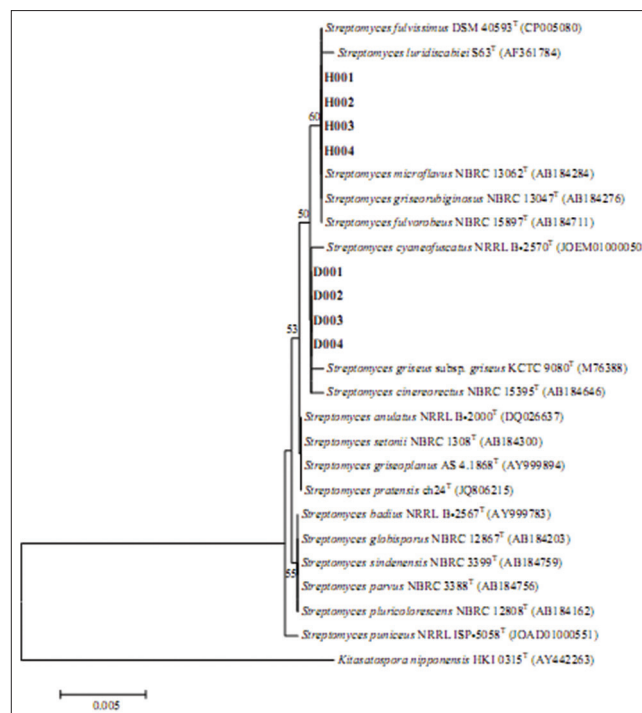 Streptomyces fulvissimus DSM 40593T (CP005080)
Streptomyces luridiscabiei S63T (AF361784)
H001
H002
60
H003
H004
Streptomyces microflavus NBRC 13062T (AB184284)
Streptomyces griseorubiginosus NBRC 13047T (AB184276)
50
Streptomyces fulvorobeus NBRC 15897T (AB184711)
Streptomyces cyaneofuscatus NRRL B-2570T (JOEM01000050
D001
D002
D003
53
D004
Streptomyces griseus subsp. griseus KCTC 9080T (M76388)
Streptomyces cinereorectus NBRC 15395T (AB184646)
Streptomyces anulatus NRRL B-2000T (DQ026637)
Streptomyces setonii NBRC 1308T (AB184300)
Streptomyces griseoplanus AS 4.1868T (AY999894)
Streptomyces pratensis ch24T (JQ806215)
Streptomyces badius NRRL B-2567T (AY999783)
Streptomyces globisporus NBRC 12867T (AB184203)
Streptomyces sindenensis NBRC 3399T (AB184759)
55
Streptomyces parvus NBRC 3388T (AB184756)
Streptomyces pluricolorescens NBRC 12808T (AB184162)
Streptomyces puniceus NRRL ISP-5058T (JOAD01000551)
Kitasatospora nipponensis HKI 0315T (AY442263)
0.005